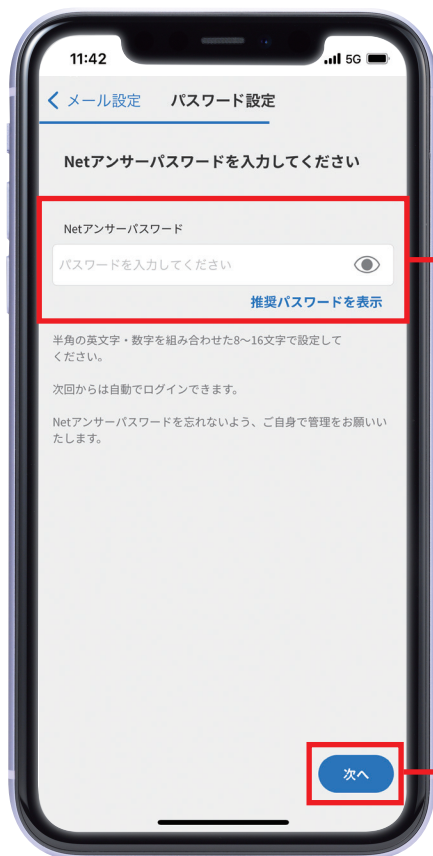 11:42
5G
メール設定 パスワード設定
Netアンサーパスワードを入力してください
Netアンサーパスワード
パスワードを入力してください
推奨パスワードを表示
半角の英文字・数字を組み合わせた8〜16文字で設定して
ください。
次回からは自動でログインできます。
Netアンサーパスワードを忘れないよう、ご自身で管理をお願いい
たします。
次へ